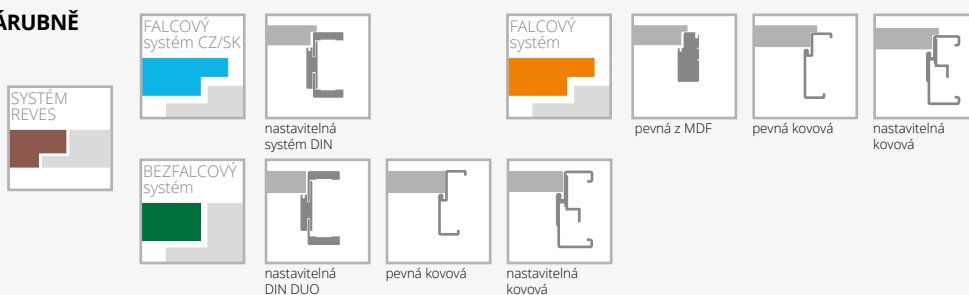 ÁRUBNĚ
SYSTÉM
REVES
FALCOVÝ
systém CZ/SK
nastavitelná
systém DIN
FALCOVÝ
systém
pevná z MDF
pevná kovová
nastavitelná
kovová
BEZFALCOVÝ
systém
nastavitelná
DIN DUO
pevná kovová
nastavitelná
kovová